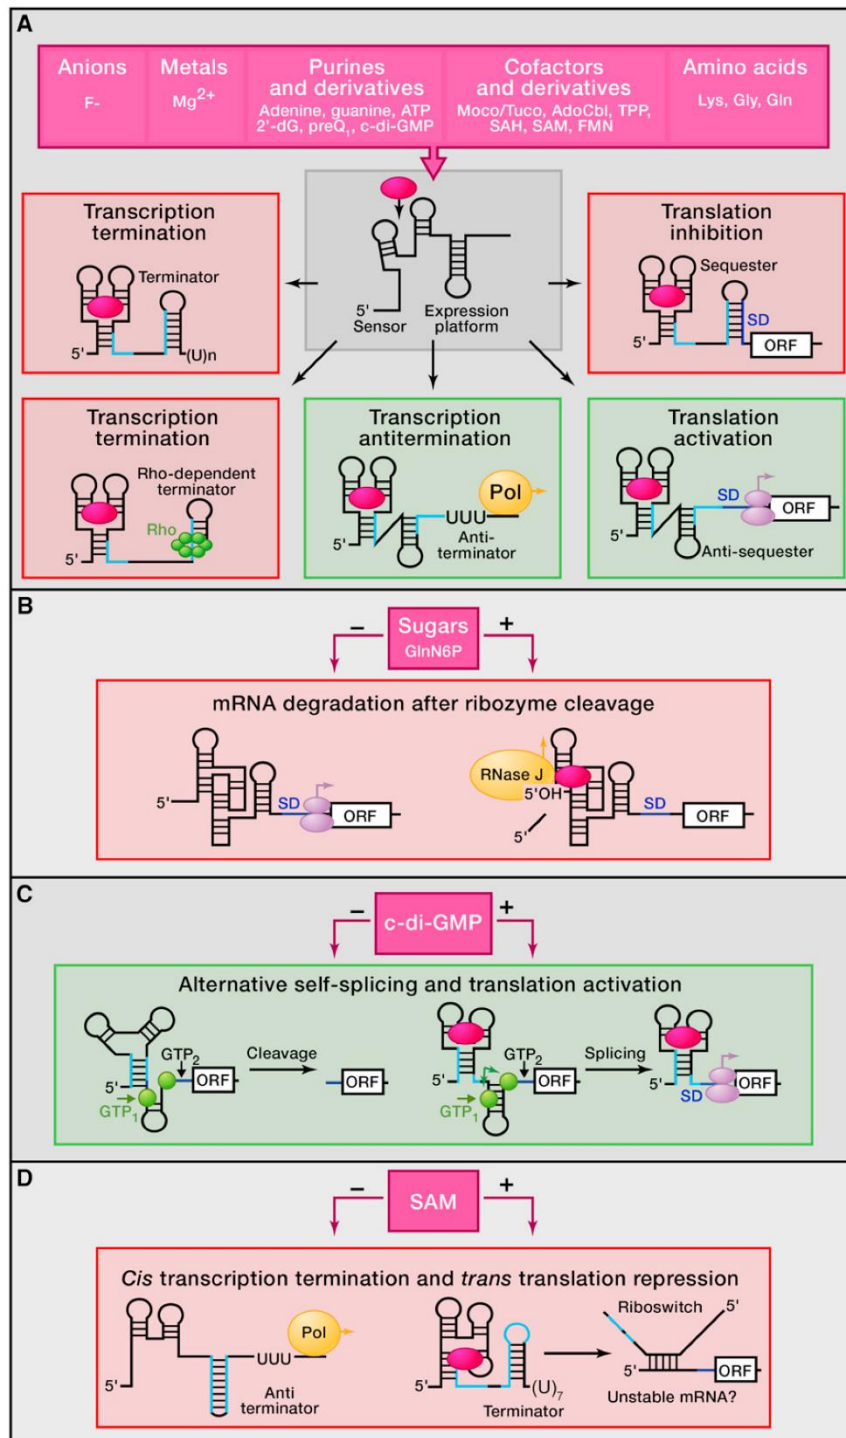 A
Anions
F-
Metals
Mg2+
Purines
and derivatives
Adenine, guanine, ATP
2'-dG, preQ1, c-di-GMP
Cofactors
and derivatives
Moco/Tuco, AdoCbl, TPP,
SAH, SAM, FMN
Amino acids
Lys, Gly, Gln
Transcription
termination
Terminator
5'
(U)n
5'
Sensor
Expression
platform
Translation
inhibition
Sequester
SD
5'
ORF
Transcription
termination
Rho-dependent
terminator
Rho
5'
Transcription
antitermination
Pol
UUU
5'
Anti-
terminator
Translation
activation
SD
ORF
5'
Anti-sequester
B
–
Sugars
GlnN6P
+
mRNA degradation after ribozyme cleavage
5'
SD
ORF
RNase J
5'OH
5'
SD
ORF
C
–
c-di-GMP
+
Alternative self-splicing and translation activation
GTP2
Cleavage
5'
ORF
GTP1
ORF
GTP2
Splicing
5'
ORF
GTP1
5'
SD
ORF
D
–
SAM
+
Cis transcription termination and trans translation repression
Pol
UUU
5'
Anti
terminator
5'
(U)7
Terminator
Riboswitch
5'
5'
ORF
Unstable mRNA?